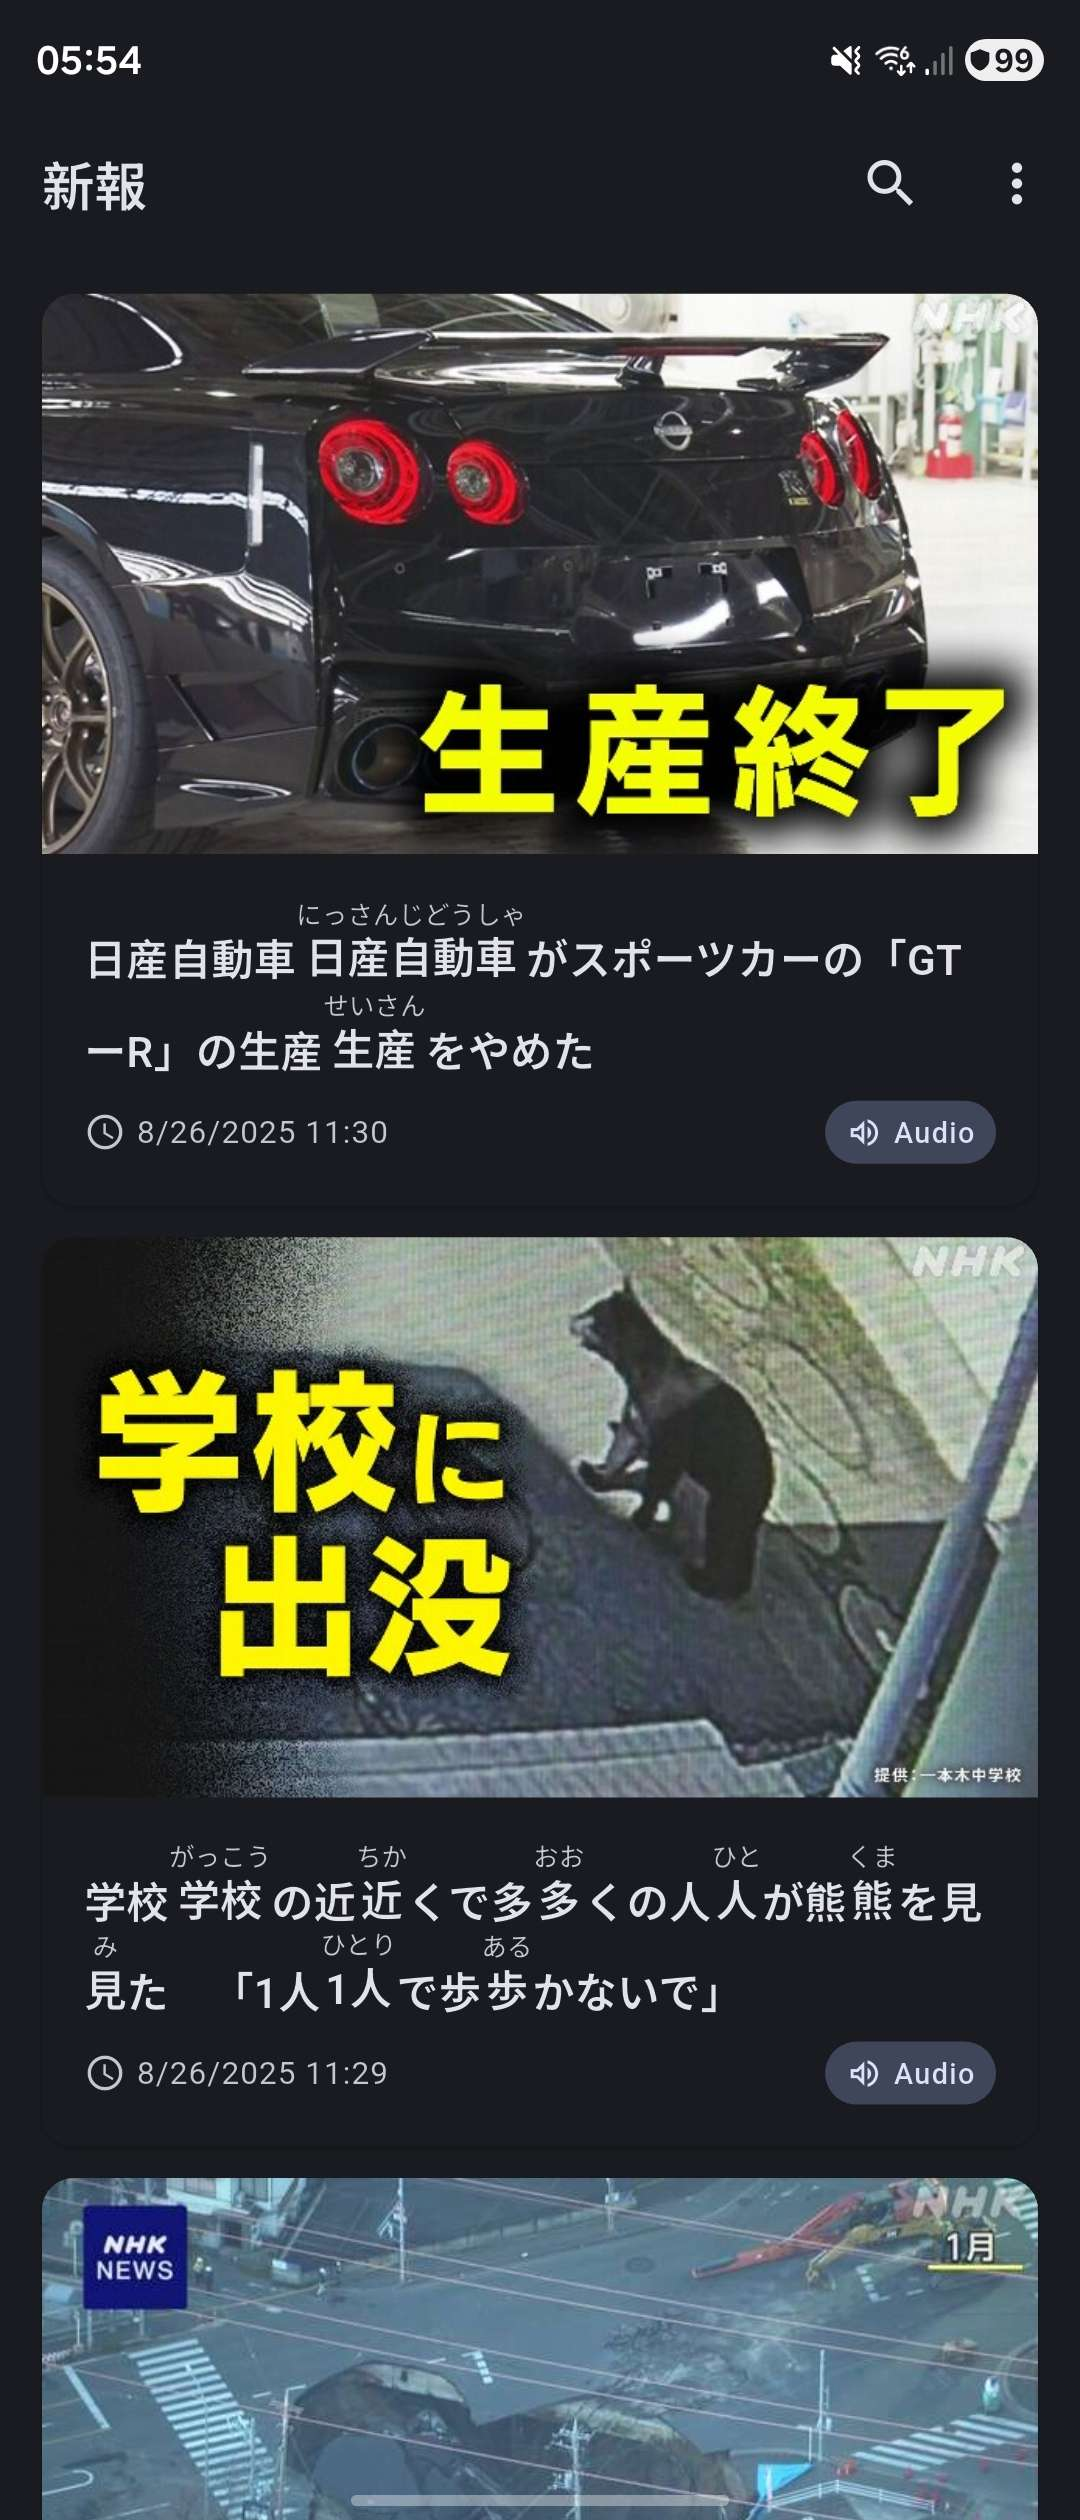 05:54
6
99
新報
NHK
生産終了
にっさんじどうしゃ
日産自動車 日産自動車 がスポーツカーの「GT
せいさん
ーR」の生産 生産 をやめた
8/26/2025 11:30
Audio
NHK
学校に
出没
提供:一本木中学校
がっこう ちか おお ひと くま
学校 学校 の近近くで多多くの人人が熊熊を見
み ひとり ある
見た 「1人1人で歩歩かないで」
8/26/2025 11:29
Audio
NHK
NEWS
NHK
1月